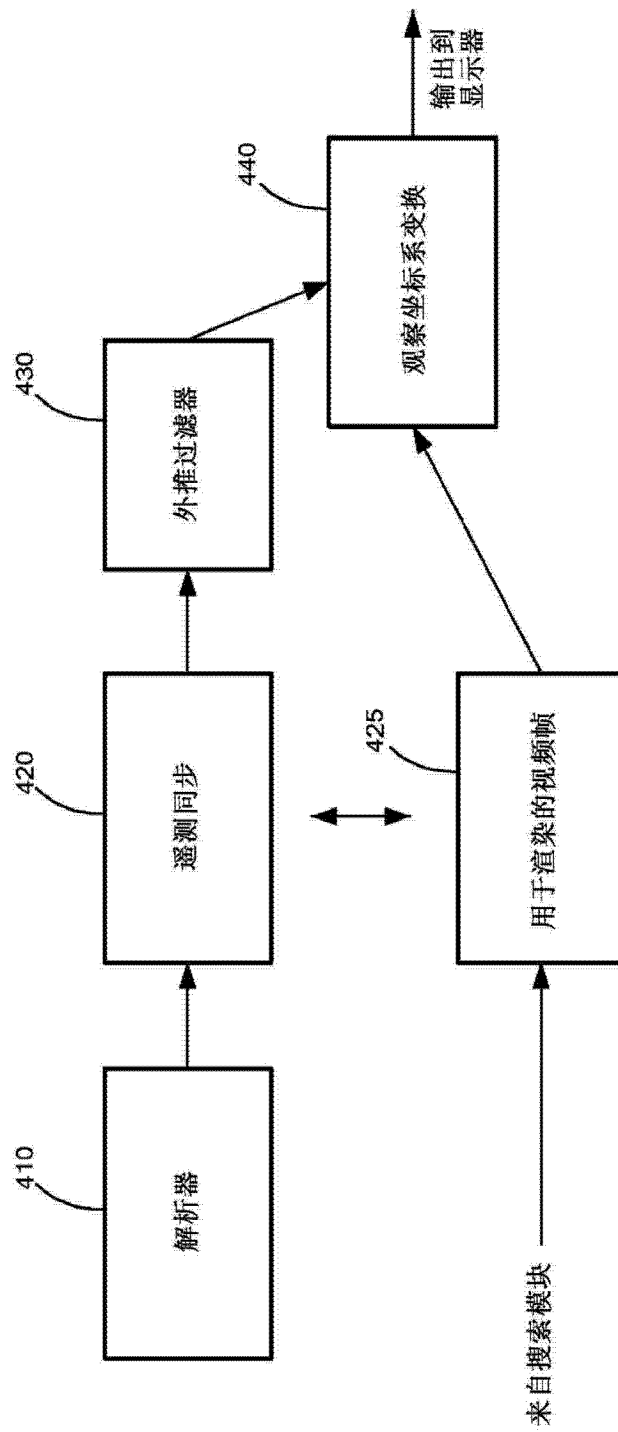 410
解析器
420
遥测同步
430
外推过滤器
440
观察坐标系变换
输出到
显示器
425
用于渲染的视频帧
来自搜索模块